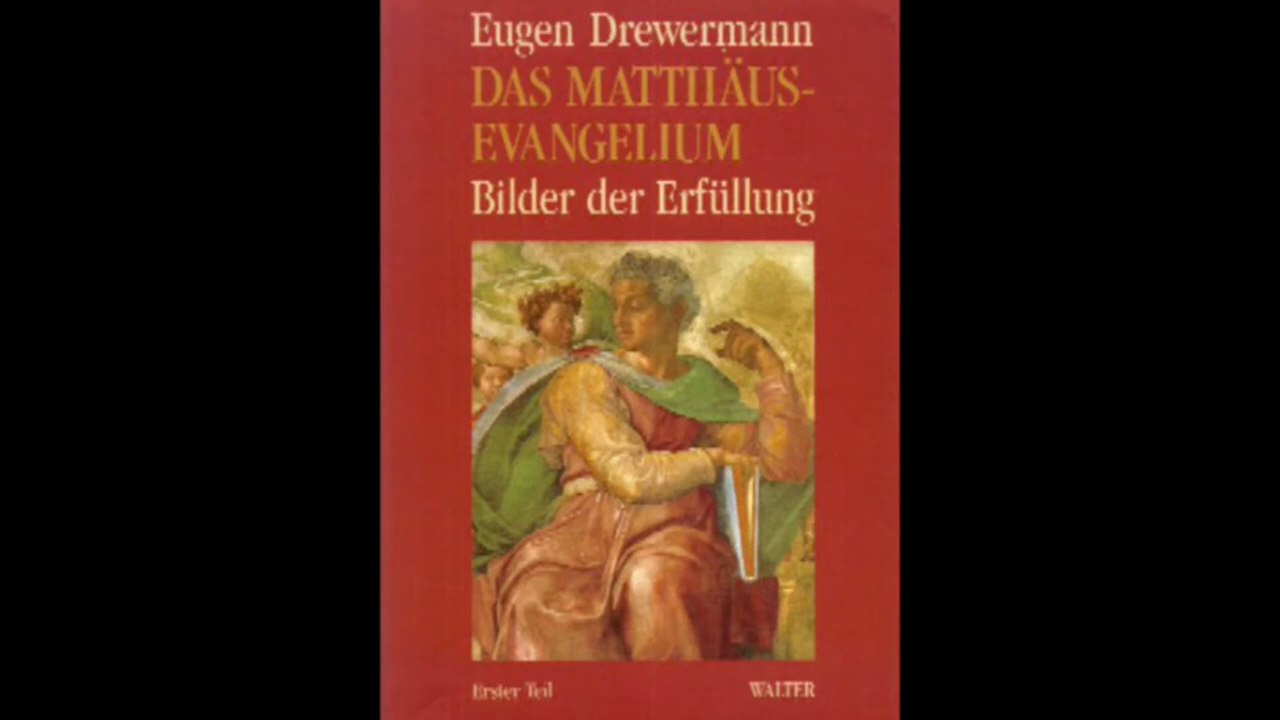 Eugen Drewermann
DAS MATTHÄUS-
EVANGELIUM
Bilder der Erfüllung
Erster Teil
WALTER